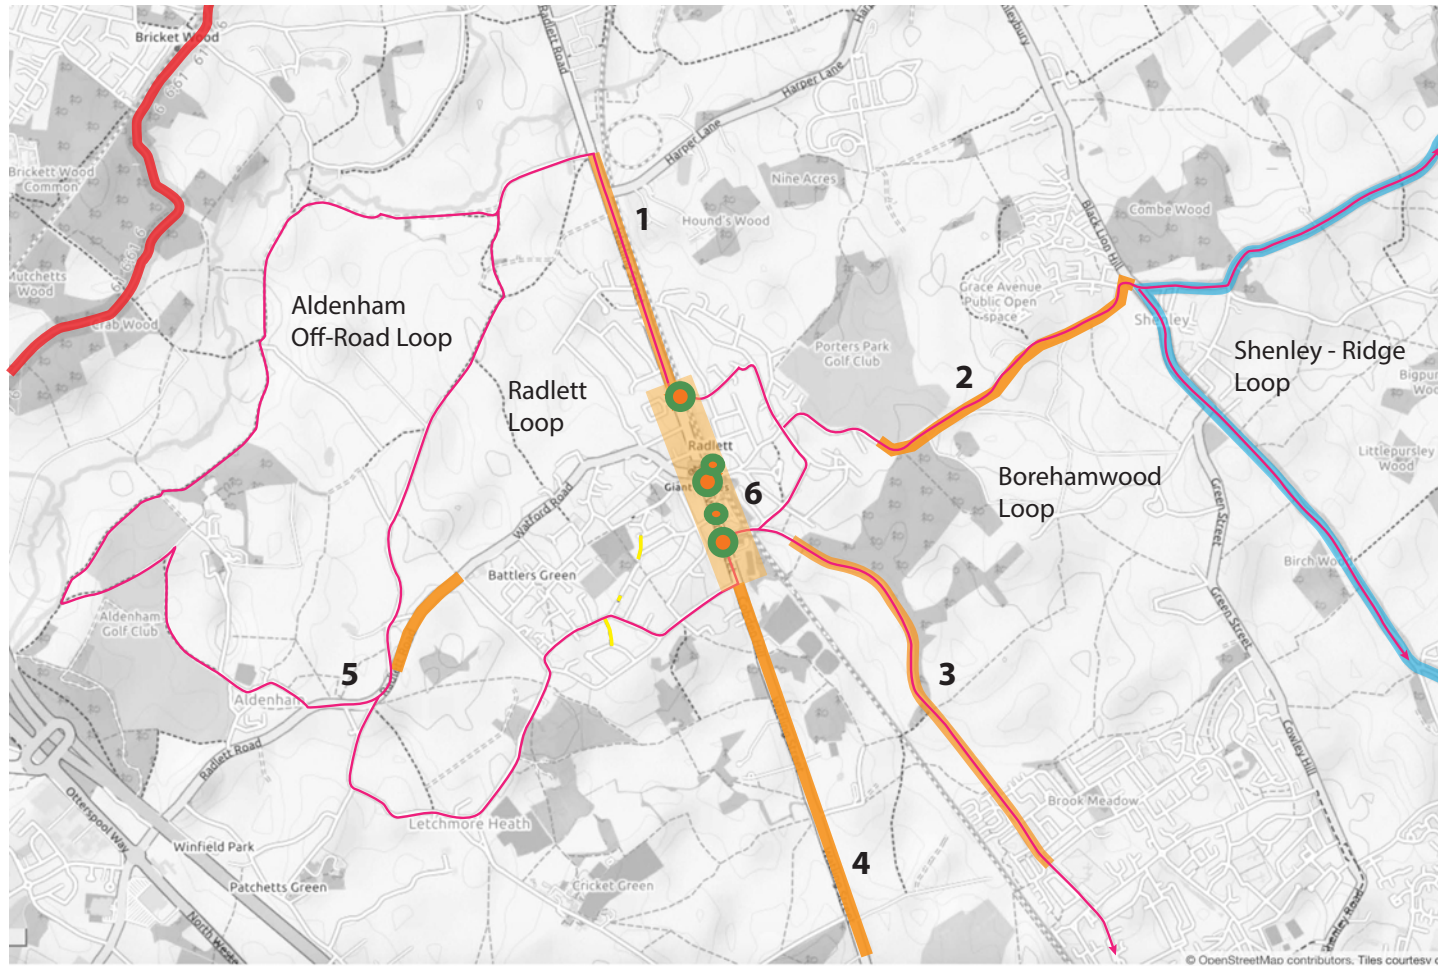 Bricket Wood
Radlett Road
Harper Lane
Harper Lane
Brickett Wood
Common
Nine Acres
Hound's Wood
1
Black Lion Hill
Combe Wood
Mutchetts
Wood
Crab Wood
Aldenham
Off-Road Loop
Grace Avenue
Public Open
space
Shenley
Porters Park
Golf Club
Shenley - Ridge
Loop
2
Radlett
Loop
Radlett
6
Borehamwood
Loop
Littlepursley
Wood
Green Street
Watford Road
Battlers Green
Birch Wood
Aldenham
Golf Club
Green Street
5
3
Aldenham
Radlett Road
Cowley Hill
Otterspool Way
Brook Meadow
Letchmore Heath
Winfield Park
4
Patchetts Green
Cricket Green
© OpenStreetMap contributors. Tiles courtesy